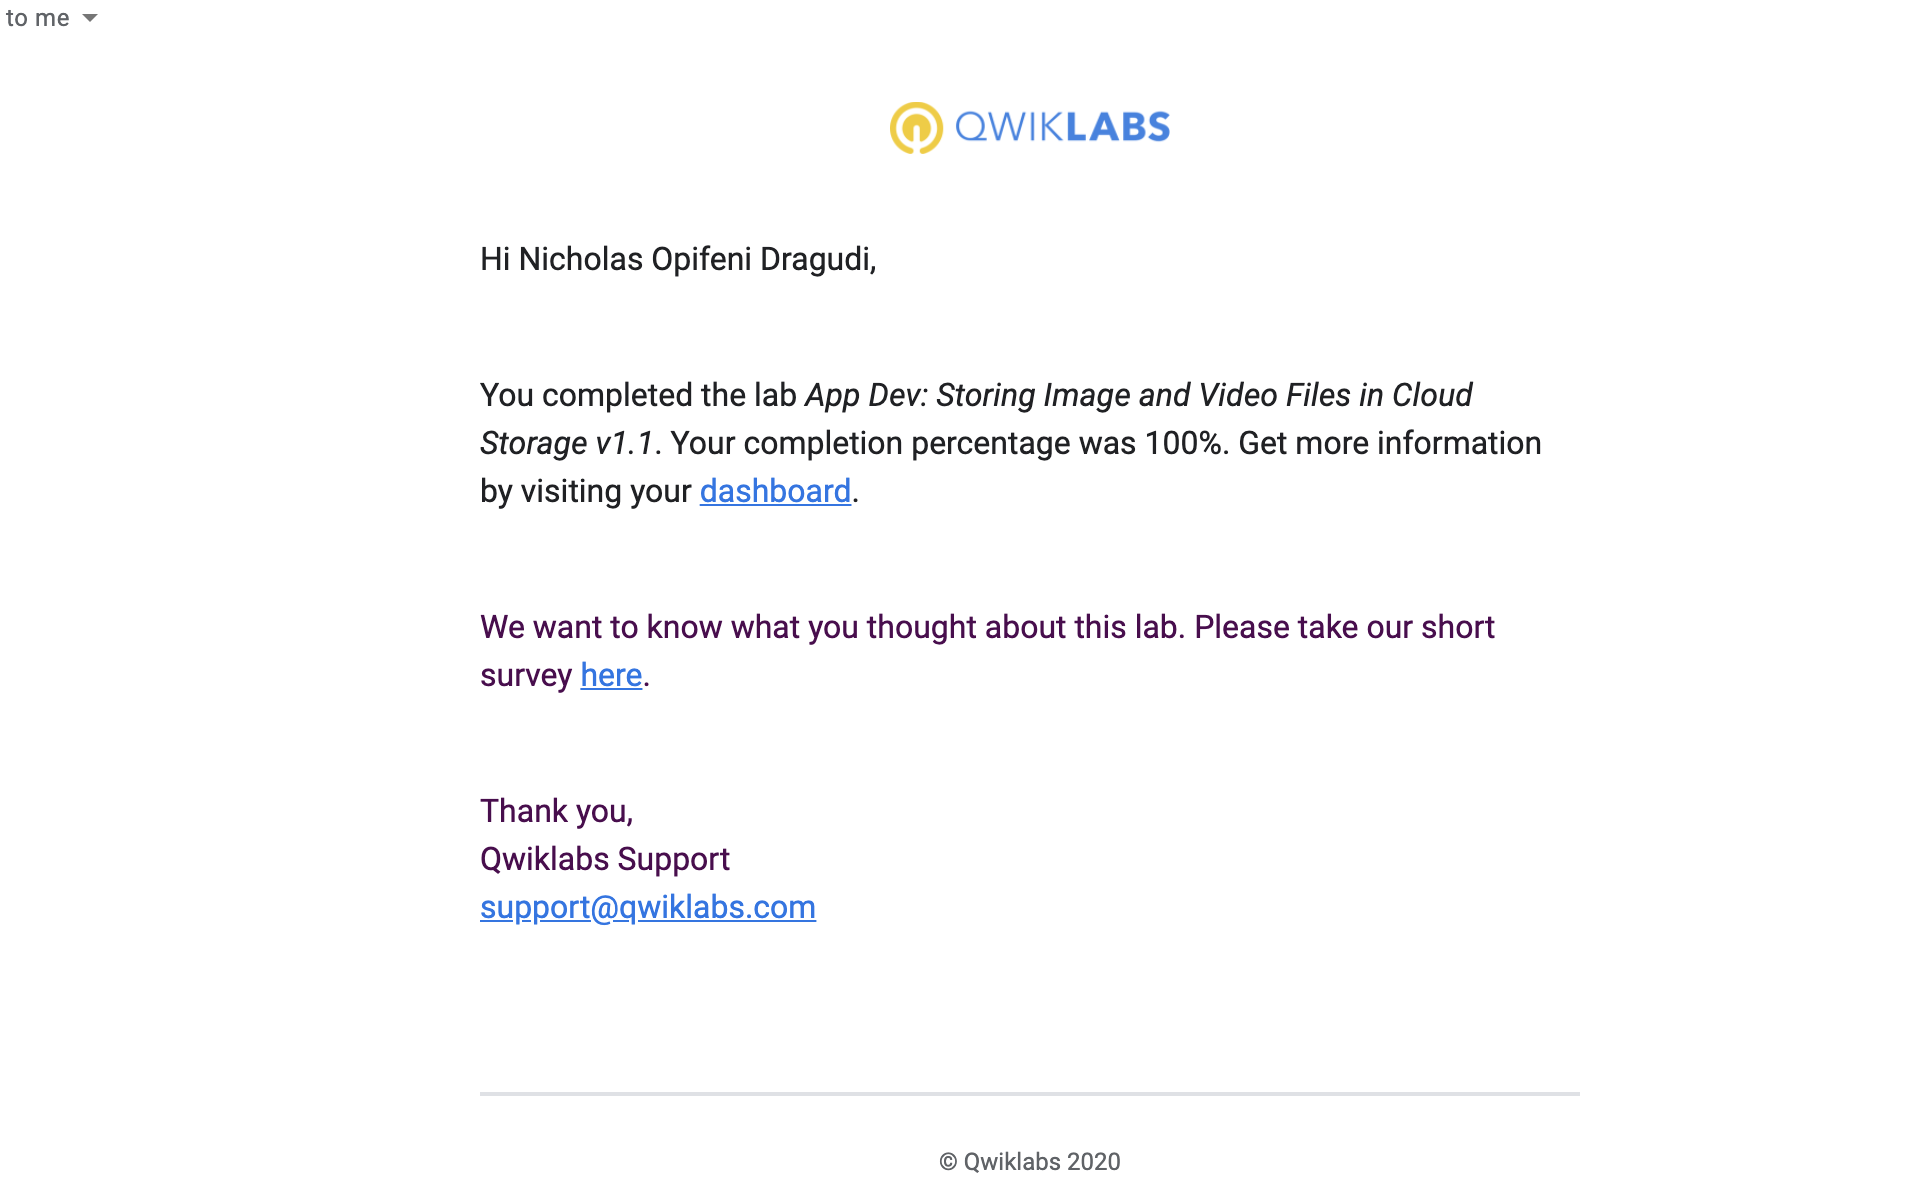 to me
QWIKLABS
Hi Nicholas Opifeni Dragudi,
You completed the lab App Dev: Storing Image and Video Files in Cloud
Storage v1.1. Your completion percentage was 100%. Get more information
by visiting your dashboard.
We want to know what you thought about this lab. Please take our short
survey here.
Thank you,
Qwiklabs Support
support@qwiklabs.com
© Qwiklabs 2020